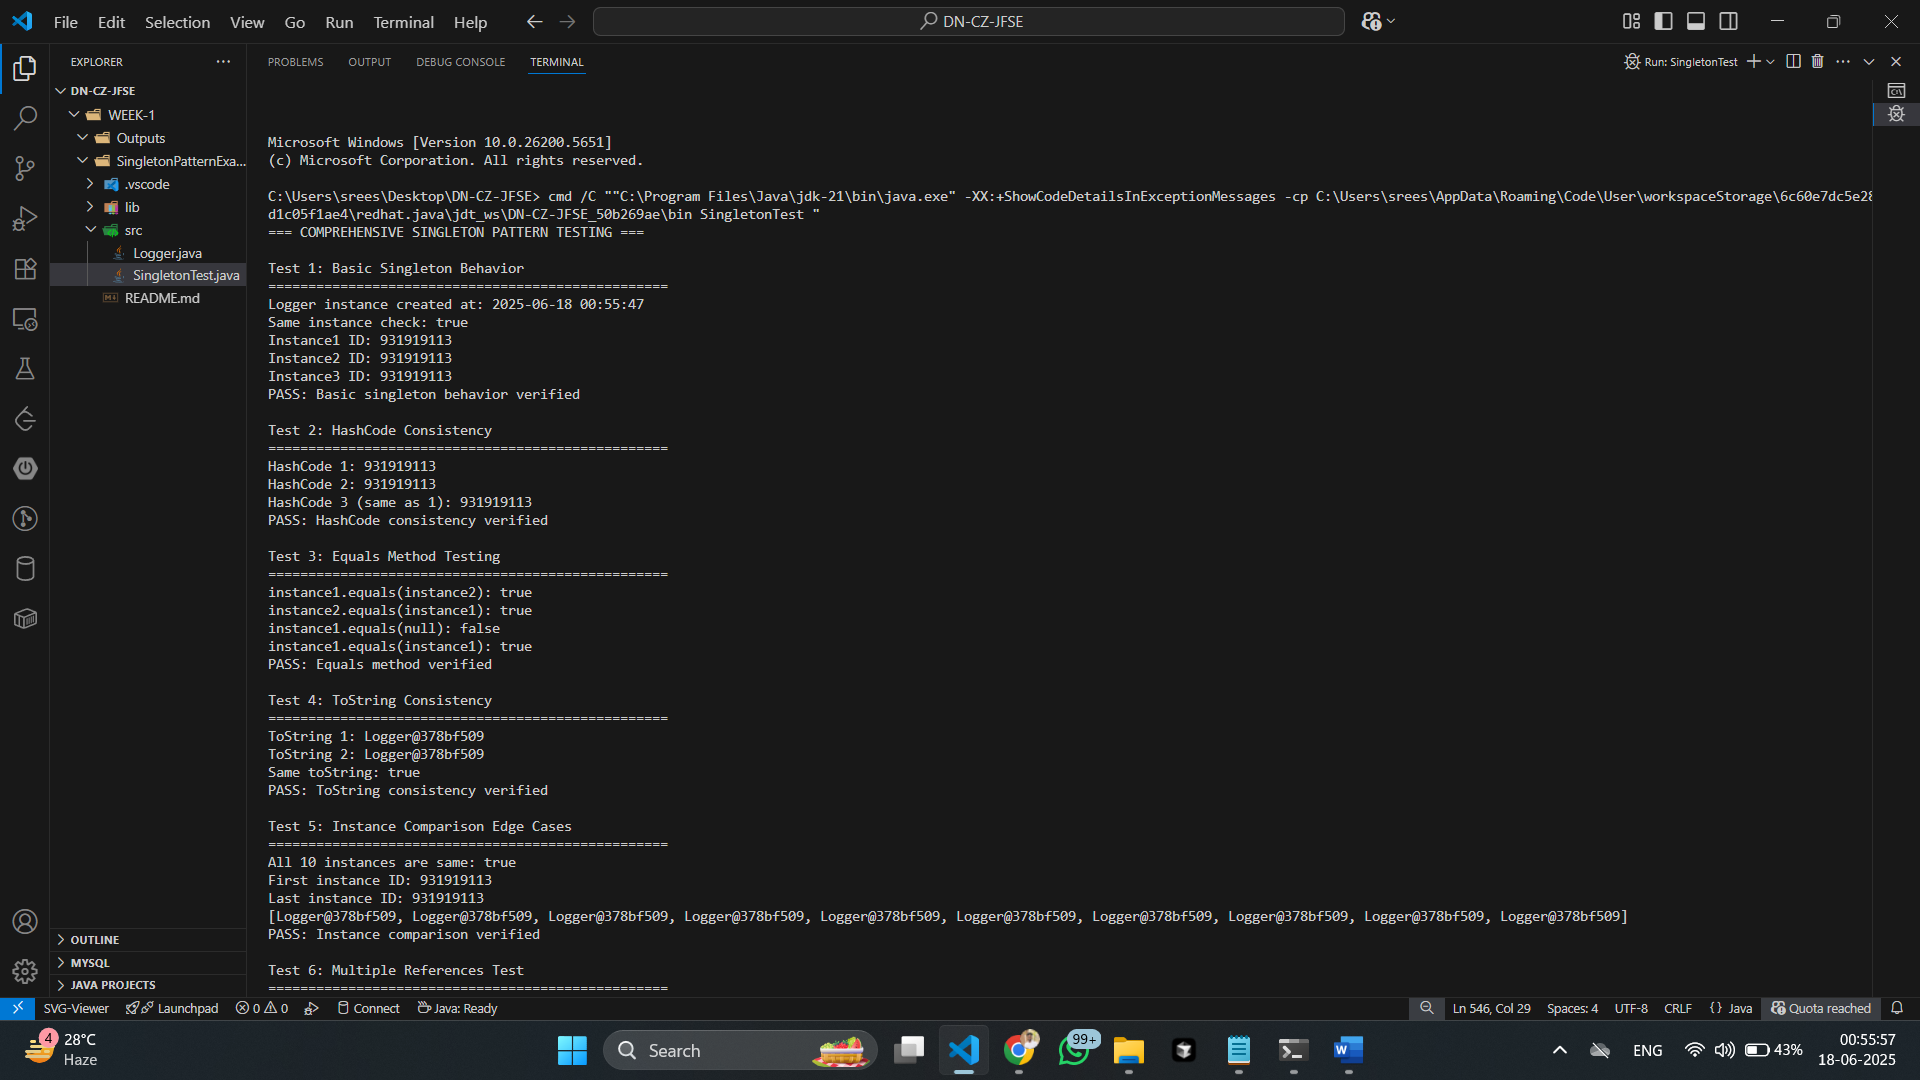 File Edit Selection View Go Run Terminal Help
DN-CZ-JFSE
EXPLORER
DN-CZ-JFSE
WEEK-1
Outputs
SingletonPatternExa...
.vscode
lib
src
Logger.java
SingletonTest.java
README.md
OUTLINE
MYSQL
JAVA PROJECTS
PROBLEMS OUTPUT DEBUG CONSOLE TERMINAL
Run: SingletonTest
Microsoft Windows [Version 10.0.26200.5651]
(c) Microsoft Corporation. All rights reserved.
C:\Users\srees\Desktop\DN-CZ-JFSE> cmd /C ""C:\Program Files\Java\jdk-21\bin\java.exe" -XX:+ShowCodeDetailsInExceptionMessages -cp C:\Users\srees\AppData\Roaming\Code\User\workspaceStorage\6c60e7dc5e28
d1c05f1ae4\redhat.java\jdt_ws\DN-CZ-JFSE_50b269ae\bin SingletonTest "
=== COMPREHENSIVE SINGLETON PATTERN TESTING ===
Test 1: Basic Singleton Behavior
==================================================
Logger instance created at: 2025-06-18 00:55:47
Same instance check: true
Instance1 ID: 931919113
Instance2 ID: 931919113
Instance3 ID: 931919113
PASS: Basic singleton behavior verified
Test 2: HashCode Consistency
==================================================
HashCode 1: 931919113
HashCode 2: 931919113
HashCode 3 (same as 1): 931919113
PASS: HashCode consistency verified
Test 3: Equals Method Testing
==================================================
instance1.equals(instance2): true
instance2.equals(instance1): true
instance1.equals(null): false
instance1.equals(instance1): true
PASS: Equals method verified
Test 4: ToString Consistency
==================================================
ToString 1: Logger@378bf509
ToString 2: Logger@378bf509
Same toString: true
PASS: ToString consistency verified
Test 5: Instance Comparison Edge Cases
==================================================
All 10 instances are same: true
First instance ID: 931919113
Last instance ID: 931919113
[Logger@378bf509, Logger@378bf509, Logger@378bf509, Logger@378bf509, Logger@378bf509, Logger@378bf509, Logger@378bf509, Logger@378bf509, Logger@378bf509, Logger@378bf509]
PASS: Instance comparison verified
Test 6: Multiple References Test
==================================================
SVG-Viewer Launchpad 0 0 Connect Java: Ready
Ln 546, Col 29 Spaces: 4 UTF-8 CRLF {} Java Quota reached
4 28°C
Haze
Search
99+
ENG
43%
00:55:57
18-06-2025